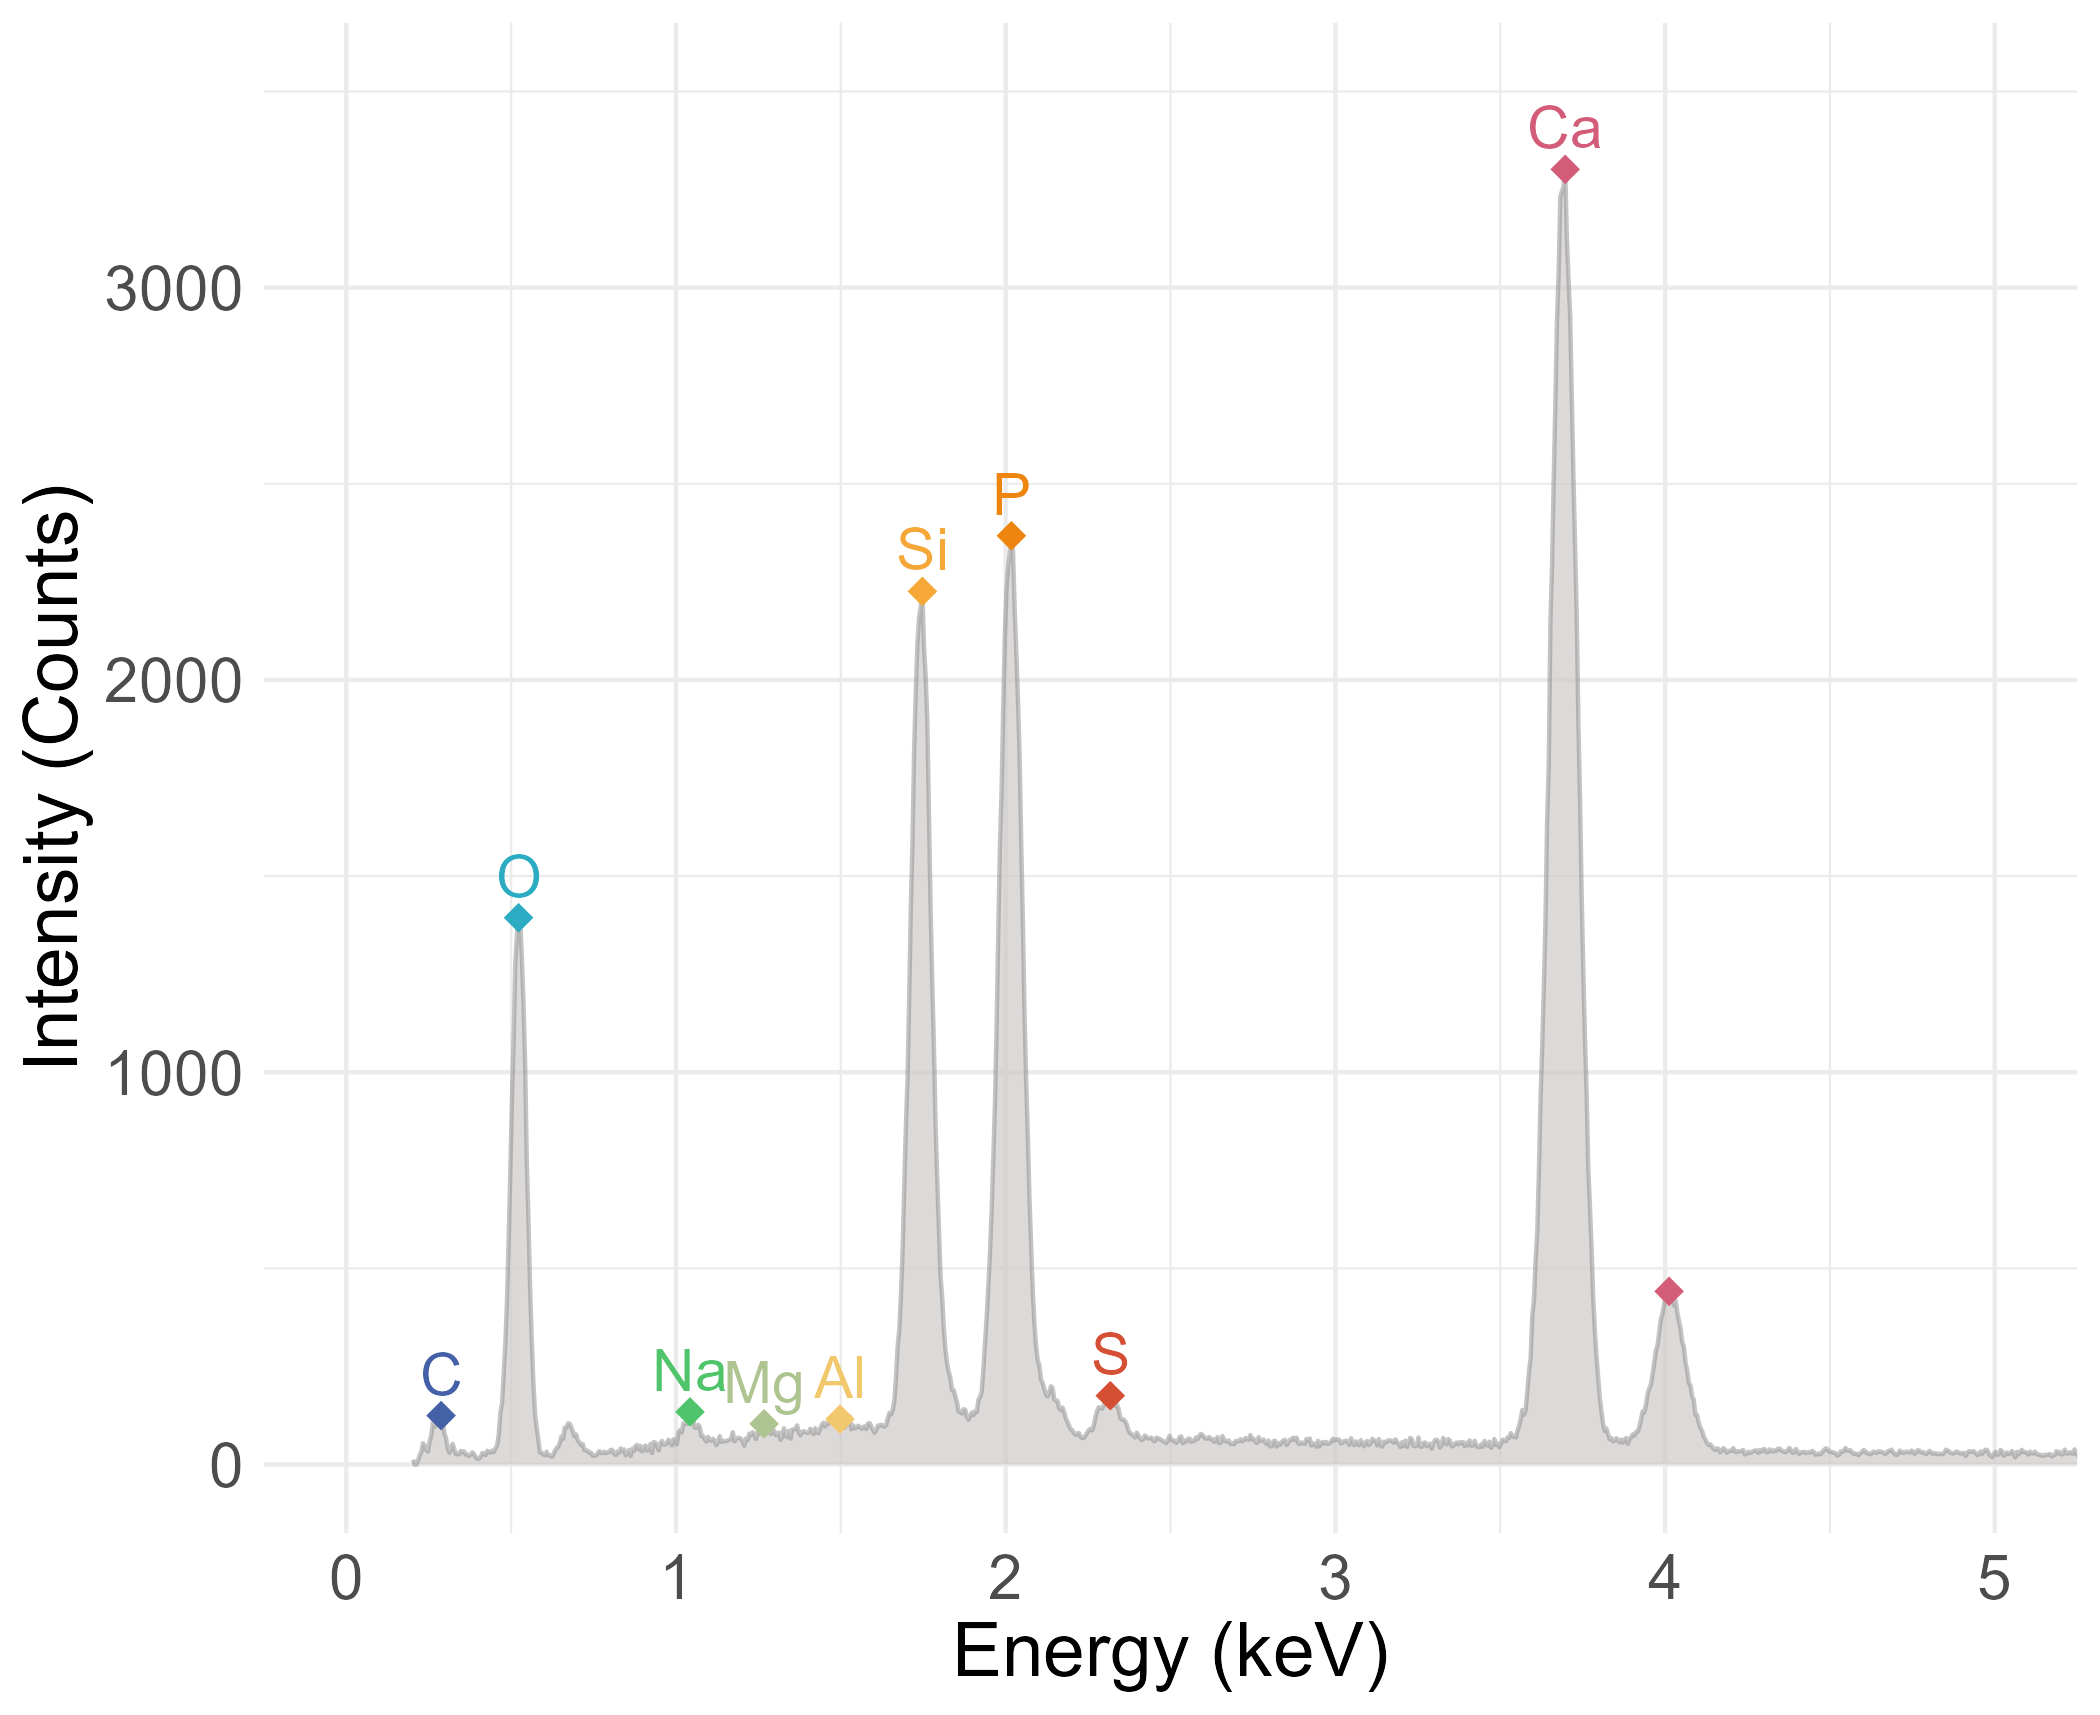 Ca
3000
P
Si
2000
Intensity (Counts)
O
1000
C
Na
Mg
Al
S
0
0 1 2 3 4 5
Energy (keV)